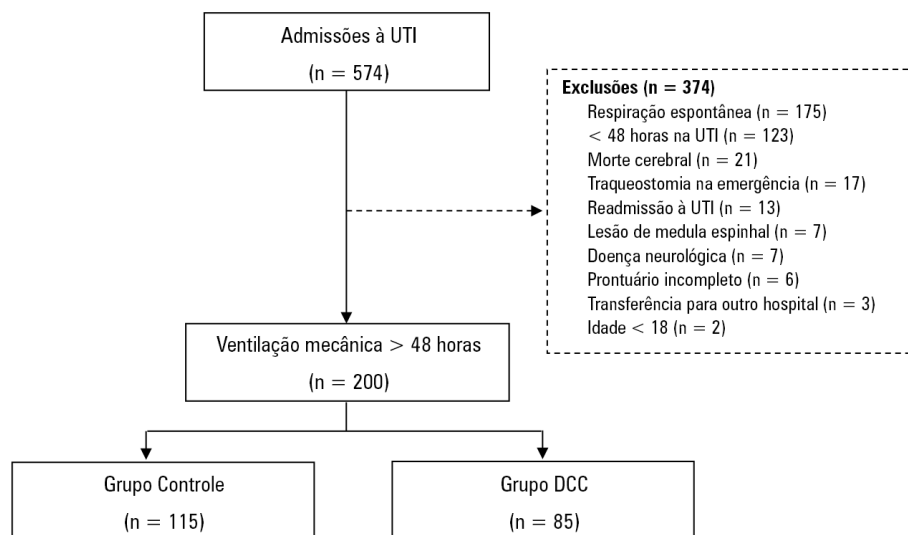 Admissões à UTI
(n = 574)
Exclusões (n = 374)
Respiração espontânea (n = 175)
< 48 horas na UTI (n = 123)
Morte cerebral (n = 21)
Traqueostomia na emergência (n = 17)
Readmissão à UTI (n = 13)
Lesão de medula espinhal (n = 7)
Doença neurológica (n = 7)
Prontuário incompleto (n = 6)
Transferência para outro hospital (n = 3)
Idade < 18 (n = 2)
Ventilação mecânica > 48 horas
(n = 200)
Grupo Controle
(n = 115)
Grupo DCC
(n = 85)